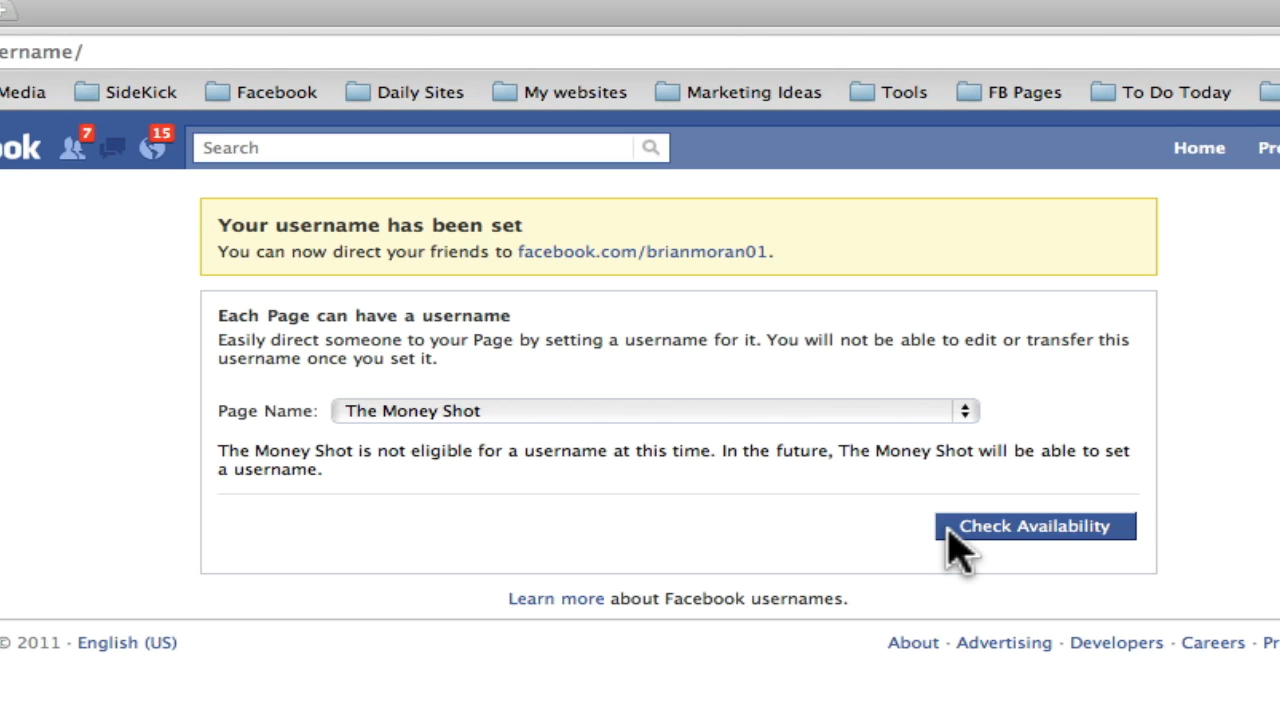 ername/
Media SideKick Facebook Daily Sites My websites Marketing Ideas Tools FB Pages To Do Today
ook 7 15 Search Home Pro
Your username has been set
You can now direct your friends to facebook.com/brianmoran01.
Each Page can have a username
Easily direct someone to your Page by setting a username for it. You will not be able to edit or transfer this
username once you set it.
Page Name: The Money Shot
The Money Shot is not eligible for a username at this time. In the future, The Money Shot will be able to set
a username.
Check Availability
Learn more about Facebook usernames.
© 2011 · English (US) About · Advertising · Developers · Careers · Pr